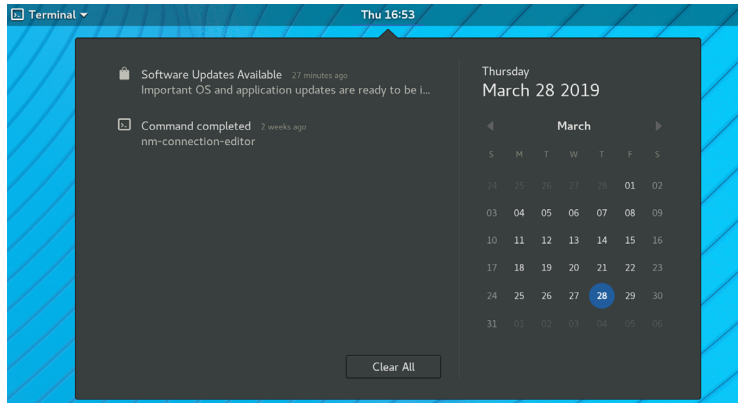 Terminal
Thu 16:53
Software Updates Available 27 minutes ago
Important OS and application updates are ready to be i...
Command completed 2 weeks ago
nm-connection-editor
Clear All
Thursday
March 28 2019
March
S M T W T F S
24 25 26 27 28 01 02
03 04 05 06 07 08 09
10 11 12 13 14 15 16
17 18 19 20 21 22 23
24 25 26 27 28 29 30
31 01 02 03 04 05 06